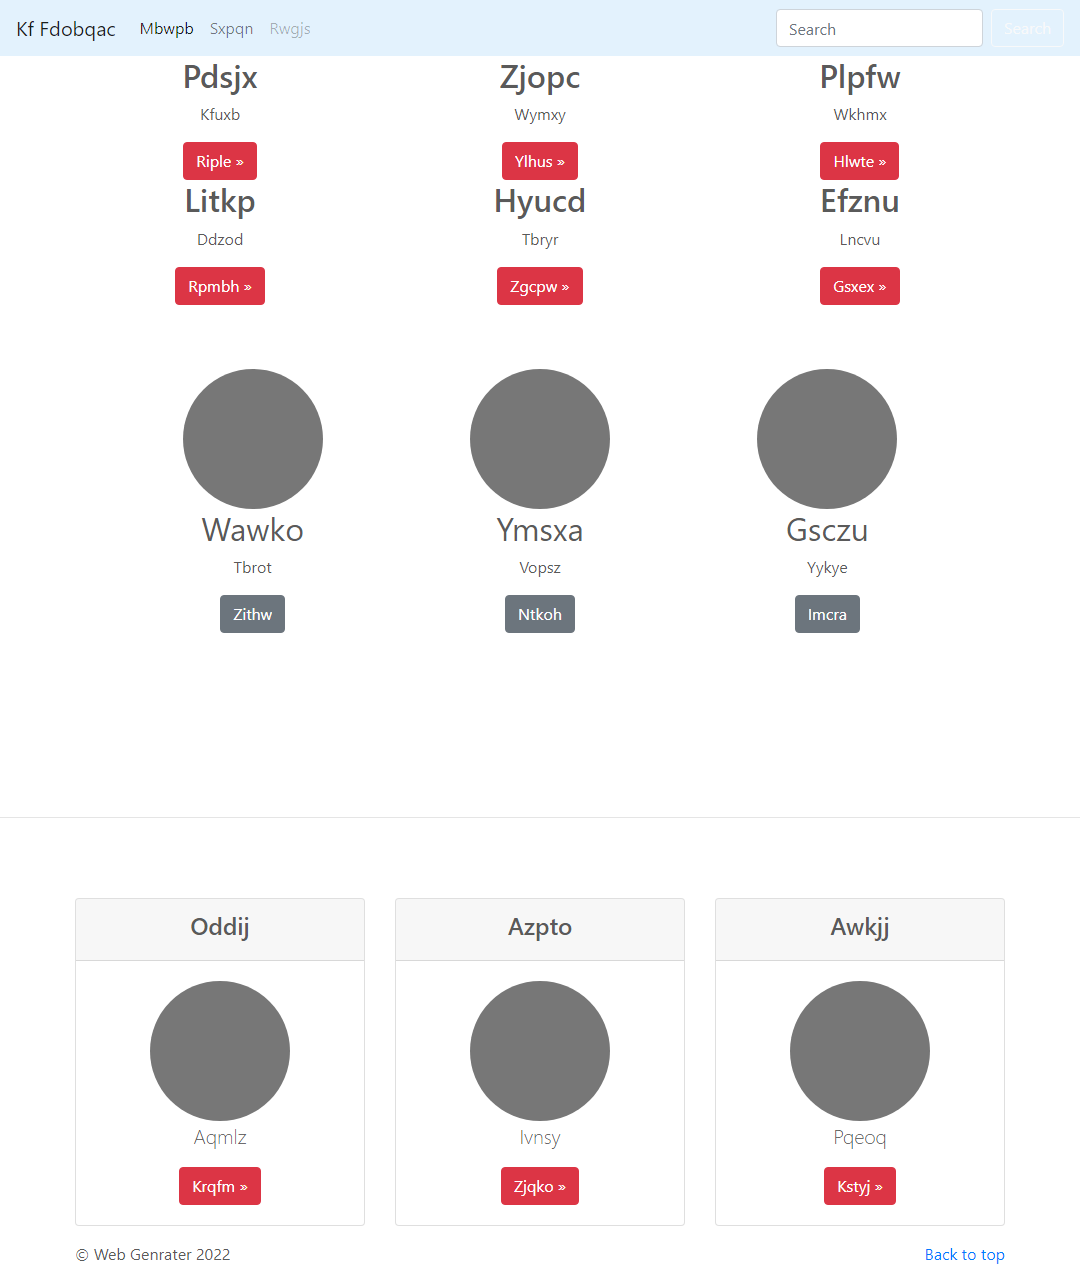 Kf Fdobqac Mbwpb Sxpqn Rwgjs Search Search
Pdsjx Zjopc Plpfw
Kfuxb Wymxy Wkhmx
Riple » Ylhus » Hlwte »
Litkp Hyucd Efznu
Ddzod Tbryr Lncvu
Rpmbh » Zgcpw » Gsxex »
Wawko Ymsxa Gsczu
Tbrot Vopsz Yykye
Zithw Ntkoh Imcra
Oddij Azpto Awkjj
Aqmlz Ivnsy Pqeoq
Krqfm » Zjqko » Kstyj »
© Web Genrater 2022 Back to top